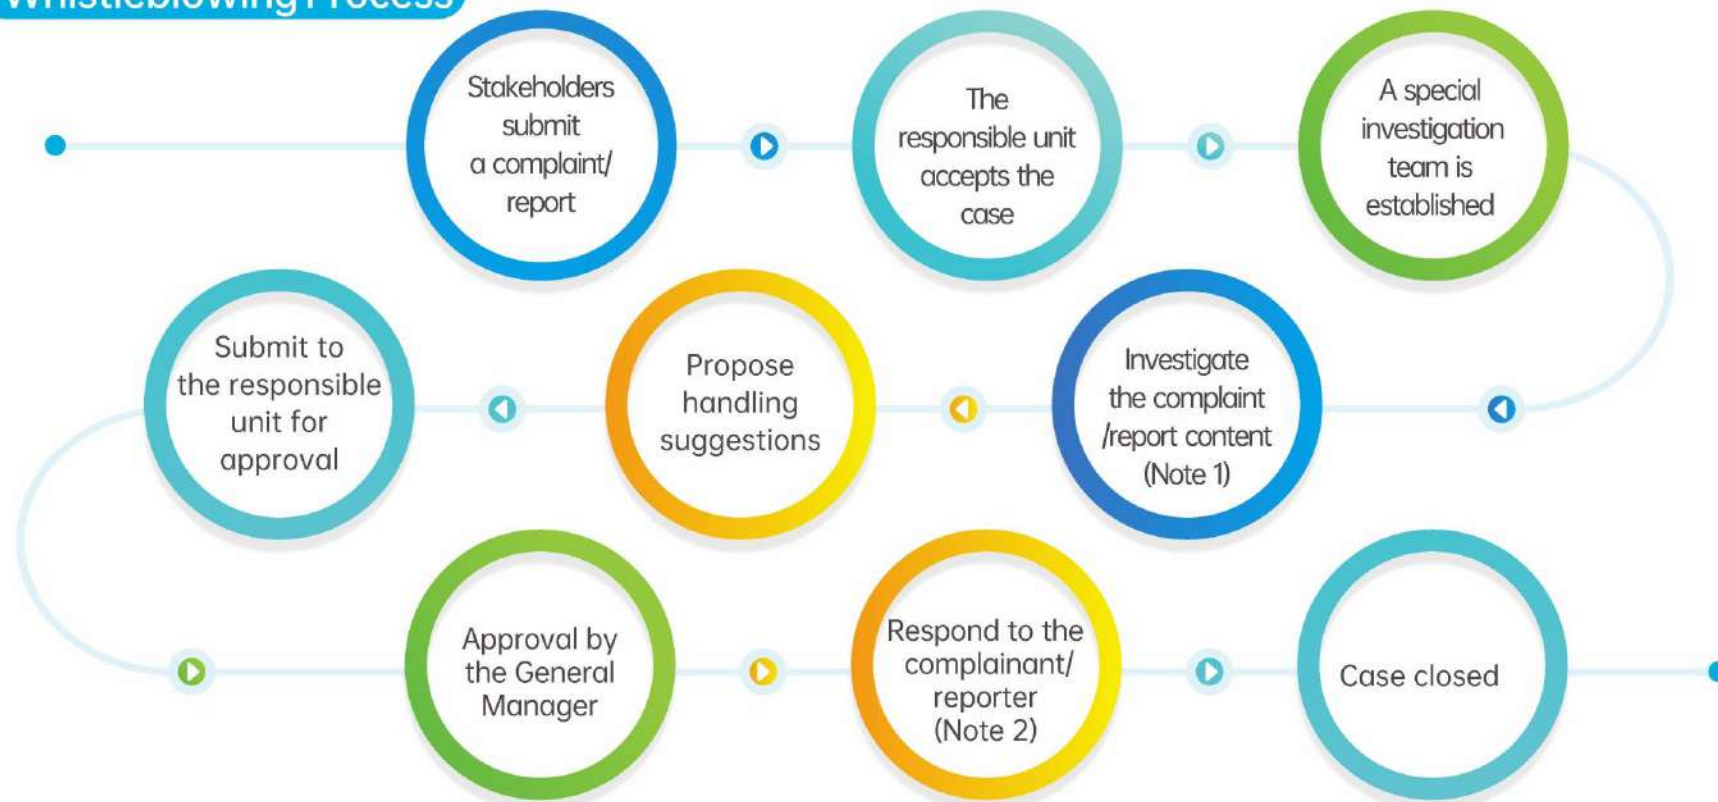 Whistleblowing Process
Stakeholders
submit
a complaint/
report
The
responsible unit
accepts the
case
A special
investigation
team is
established
Investigate
the complaint
/report content
(Note 1)
Propose
handling
suggestions
Submit to
the responsible
unit for
approval
Approval by
the General
Manager
Respond to the
complainant/
reporter
(Note 2)
Case closed